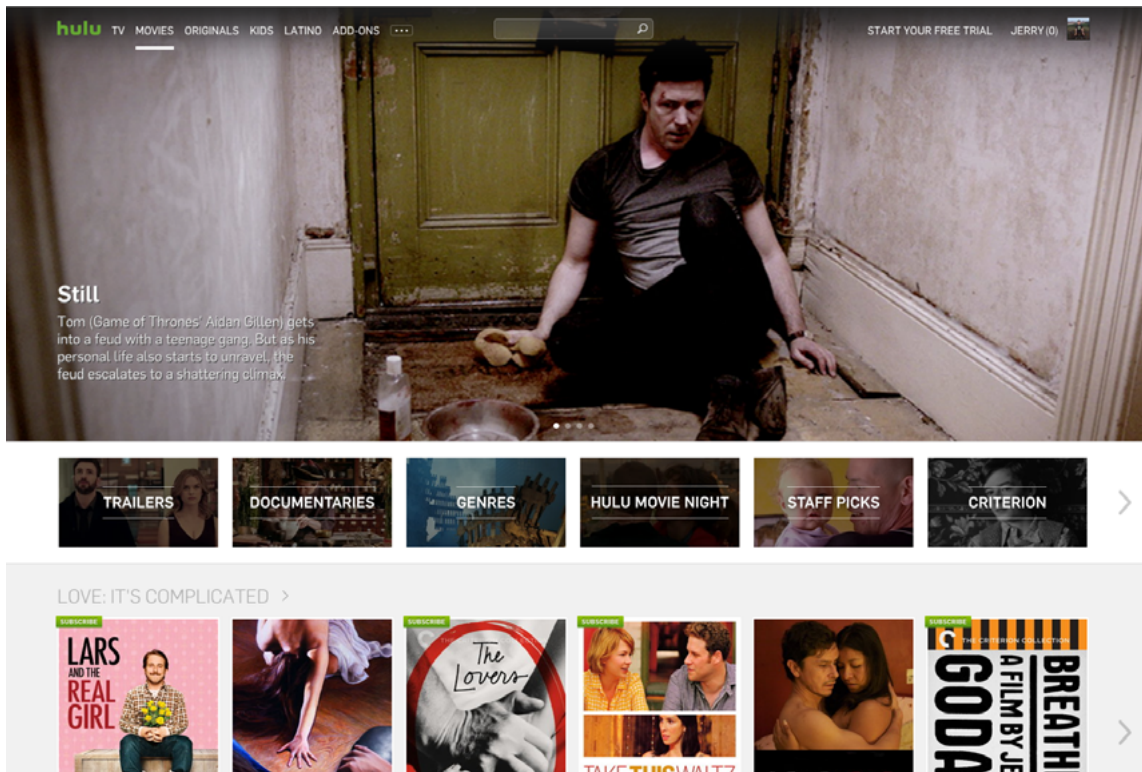 hulu TV MOVIES ORIGINALS KIDS LATINO ADD-ONS START YOUR FREE TRIAL JERRY (0)
Still
Tom (Game of Thrones' Aidan Gillen) gets
into a feud with a teenage gang. But as his
personal life also starts to unravel, the
feud escalates to a shattering climax.
TRAILERS DOCUMENTARIES GENRES HULU MOVIE NIGHT STAFF PICKS CRITERION
LOVE: IT'S COMPLICATED
SUBSCRIBE SUBSCRIBE SUBSCRIBE SUBSCRIBE
LARS
AND THE
REAL
GIRL
The
Lovers
TAKE THIS WALTZ
THE CRITERION COLLECTION
BREATH
A FILM BY JE
GODA